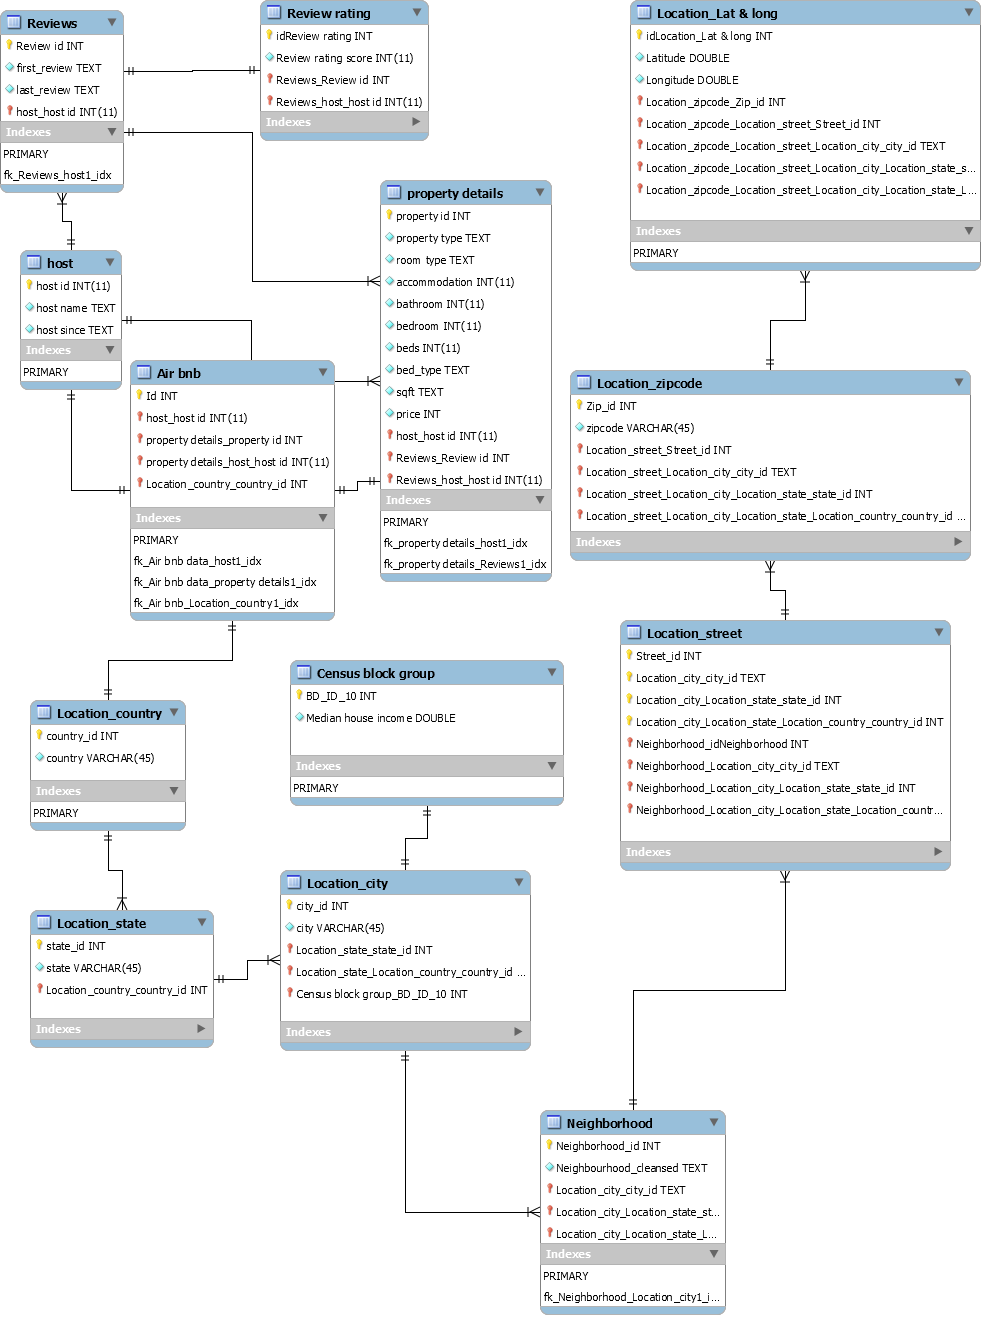 Reviews
Review id INT
first_review TEXT
last_review TEXT
host_host id INT(11)
Indexes
PRIMARY
fk_Reviews_host1_idx
Review rating
idReview rating INT
Review rating score INT(11)
Reviews_Review id INT
Reviews_host_host id INT(11)
Indexes
Location_Lat & long
idLocation_Lat & long INT
Latitude DOUBLE
Longitude DOUBLE
Location_zipcode_Zip_id INT
Location_zipcode_Location_street_Street_id INT
Location_zipcode_Location_street_Location_city_city_id TEXT
Location_zipcode_Location_street_Location_city_Location_state_s...
Location_zipcode_Location_street_Location_city_Location_state_L...
Indexes
PRIMARY
property details
property id INT
property type TEXT
room type TEXT
accommodation INT(11)
bathroom INT(11)
bedroom INT(11)
beds INT(11)
bed_type TEXT
sqft TEXT
price INT
host_host id INT(11)
Reviews_Review id INT
Reviews_host_host id INT(11)
Indexes
PRIMARY
fk_property details_host1_idx
fk_property details_Reviews1_idx
host
host id INT(11)
host name TEXT
host since TEXT
Indexes
PRIMARY
Air bnb
Id INT
host_host id INT(11)
property details_property id INT
property details_host_host id INT(11)
Location_country_country_id INT
Indexes
PRIMARY
fk_Air bnb data_host1_idx
fk_Air bnb data_property details1_idx
fk_Air bnb_Location_country1_idx
Location_zipcode
Zip_id INT
zipcode VARCHAR(45)
Location_street_Street_id INT
Location_street_Location_city_city_id TEXT
Location_street_Location_city_Location_state_state_id INT
Location_street_Location_city_Location_state_Location_country_country_id ...
Indexes
Location_street
Street_id INT
Location_city_city_id TEXT
Location_city_Location_state_state_id INT
Location_city_Location_state_Location_country_country_id INT
Neighborhood_idNeighborhood INT
Neighborhood_Location_city_city_id TEXT
Neighborhood_Location_city_Location_state_state_id INT
Neighborhood_Location_city_Location_state_Location_countr...
Indexes
Census block group
BD_ID_10 INT
Median house income DOUBLE
Indexes
PRIMARY
Location_country
country_id INT
country VARCHAR(45)
Indexes
PRIMARY
Location_state
state_id INT
state VARCHAR(45)
Location_country_country_id INT
Indexes
Location_city
city_id INT
city VARCHAR(45)
Location_state_state_id INT
Location_state_Location_country_country_id ...
Census block group_BD_ID_10 INT
Indexes
Neighborhood
Neighborhood_id INT
Neighbourhood_cleansed TEXT
Location_city_city_id TEXT
Location_city_Location_state_st...
Location_city_Location_state_L...
Indexes
PRIMARY
fk_Neighborhood_Location_city1_i...